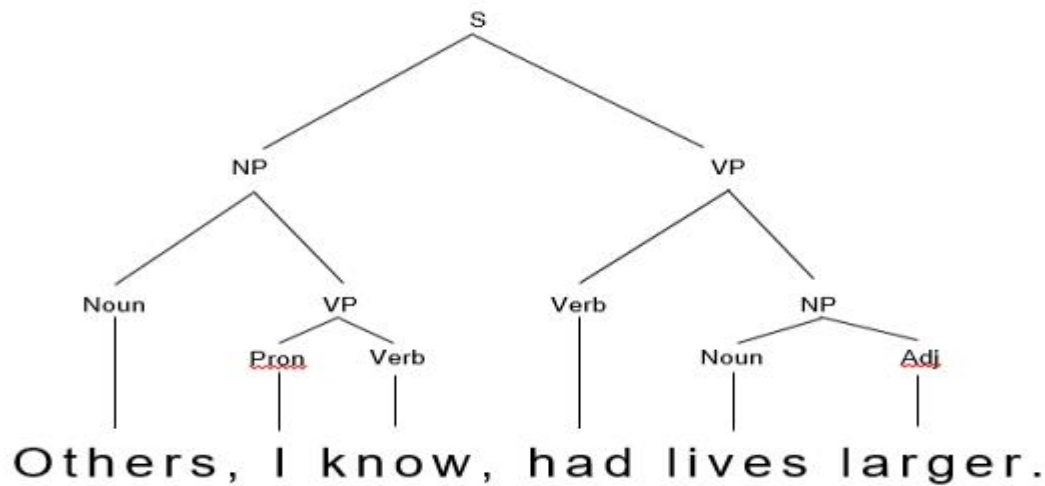 S
NP VP
Noun VP Verb NP
Pron Verb Noun Adj
Others, I know, had lives larger.